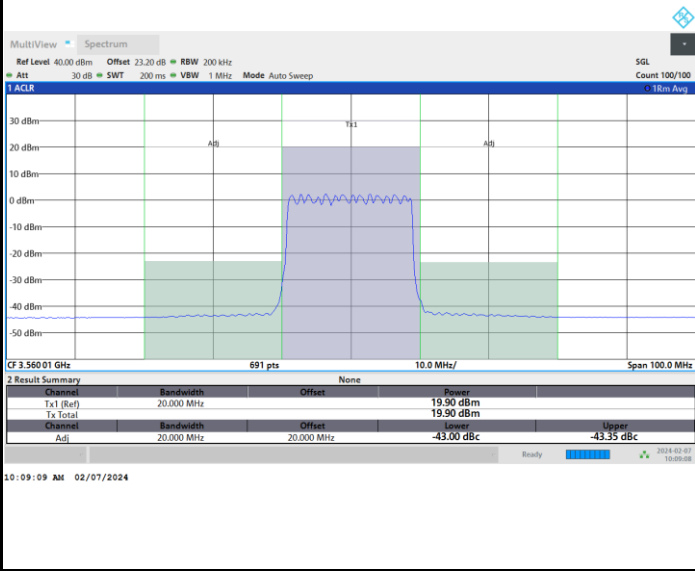 MultiView Spectrum
Ref Level 40.00 dBm Offset 23.20 dB RBW 200 kHz SGL
Att 30 dB SWT 200 ms VBW 1 MHz Mode Auto Sweep Count 100/100
1 ACLR 1Rm Avg
30 dBm
Tx1
20 dBm
Adj Adj
10 dBm
0 dBm
-10 dBm
-20 dBm
-30 dBm
-40 dBm
-50 dBm
CF 3.560 01 GHz 691 pts 10.0 MHz/ Span 100.0 MHz
2 Result Summary None
Channel Bandwidth Offset Power
Tx1 (Ref) 20.000 MHz 19.90 dBm
Tx Total 19.90 dBm
Channel Bandwidth Offset Lower Upper
Adj 20.000 MHz 20.000 MHz -43.00 dBc -43.35 dBc
Ready 2024-02-07
10:09:08
10:09:09 AM 02/07/2024